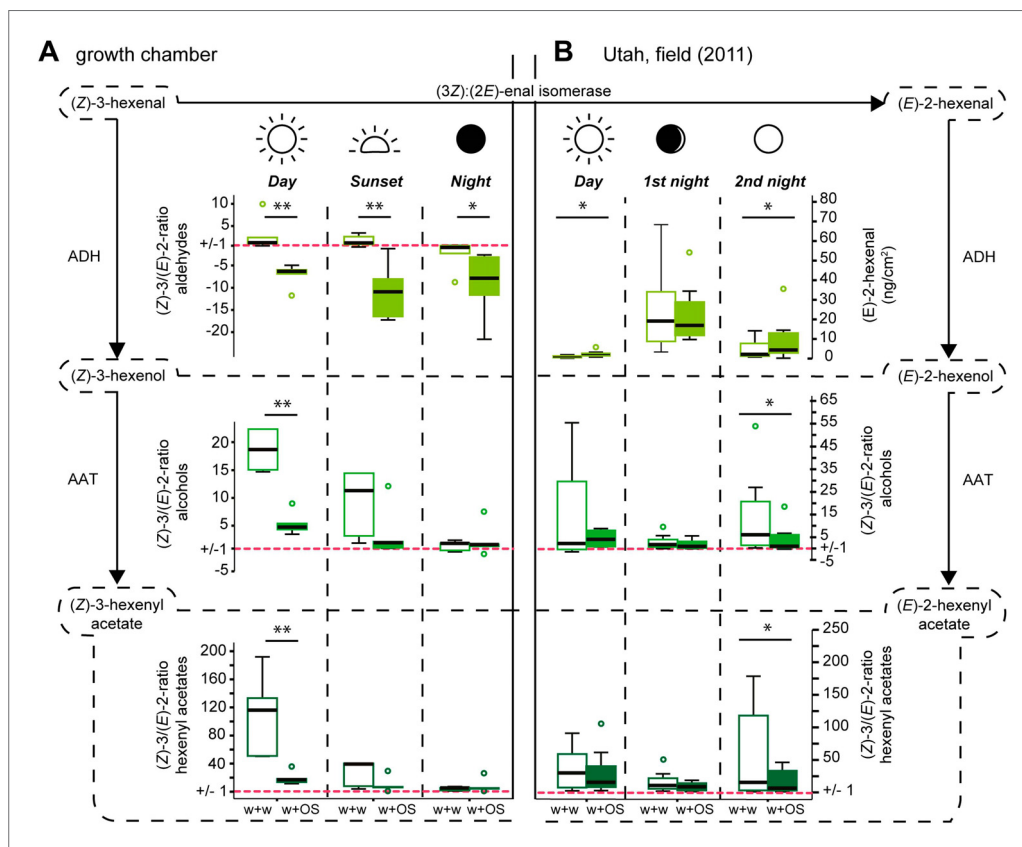 A growth chamber
B Utah, field (2011)
(3Z):(2E)-enal isomerase
(Z)-3-hexenal
(E)-2-hexenal
Day
Sunset
Night
Day
1st night
2nd night
ADH
(Z)-3/(E)-2-ratio
aldehydes
10
5
+/- 1
-5
-10
-15
-20
**
**
*
*
*
80
70
60
50
40
30
20
10
0
(E)-2-hexenal
(ng/cm²)
ADH
(Z)-3-hexenol
(E)-2-hexenol
AAT
(Z)-3/(E)-2-ratio
alcohols
20
15
10
5
+/- 1
-5
**
*
65
55
45
35
25
15
5
+/- 1
-5
(Z)-3/(E)-2-ratio
alcohols
AAT
(Z)-3-hexenyl
acetate
(E)-2-hexenyl
acetate
(Z)-3/(E)-2-ratio
hexenyl acetates
200
160
120
80
40
+/- 1
**
*
250
200
150
100
50
+/- 1
(Z)-3/(E)-2-ratio
hexenyl acetates
w+w w+OS w+w w+OS w+w w+OS w+w w+OS w+w w+OS w+w w+OS